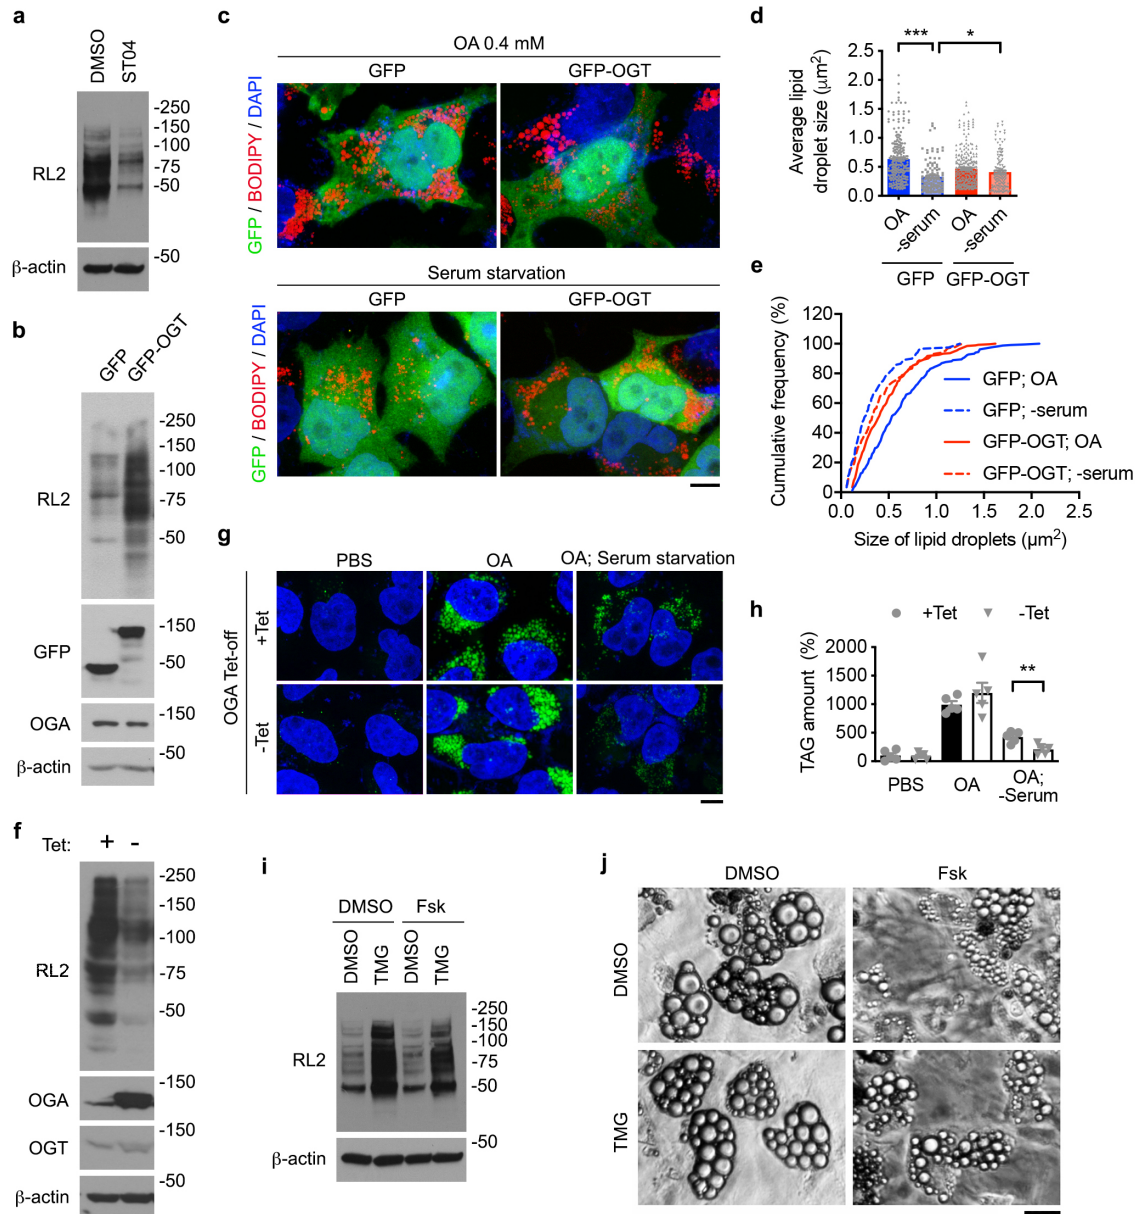 a
DMSO
ST04
RL2
-250
-150
-100
-75
-50
β-actin
-50
b
GFP
GFP-OGT
RL2
-250
-150
-100
-75
-50
GFP
-150
-50
OGA
-150
β-actin
-50
c
OA 0.4 mM
GFP
GFP-OGT
GFP / BODIPY / DAPI
Serum starvation
GFP
GFP-OGT
GFP / BODIPY / DAPI
d
Average lipid
droplet size (μm²)
2.5
2.0
1.5
1.0
0.5
0.0
***
*
OA
-serum
OA
-serum
GFP
GFP-OGT
e
Cumulative frequency (%)
120
100
80
60
40
20
0
0.0
0.5
1.0
1.5
2.0
2.5
Size of lipid droplets (μm²)
GFP; OA
GFP; -serum
GFP-OGT; OA
GFP-OGT; -serum
f
Tet:
+
-
RL2
-250
-150
-100
-75
-50
OGA
-150
OGT
-150
β-actin
-50
g
PBS
OA
OA; Serum starvation
OGA Tet-off
+Tet
-Tet
h
+Tet
-Tet
TAG amount (%)
2000
1500
1000
500
0
**
PBS
OA
OA;
-Serum
i
DMSO
Fsk
DMSO
TMG
DMSO
TMG
RL2
-250
-150
-100
-75
-50
β-actin
-50
j
DMSO
Fsk
DMSO
TMG